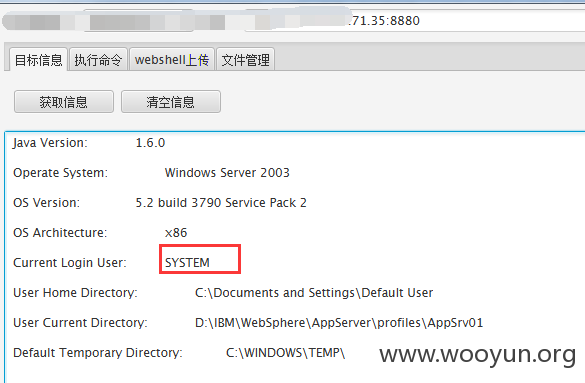 .71.35:8880
目标信息 执行命令 webshell上传 文件管理
获取信息 清空信息
Java Version: 1.6.0
Operate System: Windows Server 2003
OS Version: 5.2 build 3790 Service Pack 2
OS Architecture: x86
Current Login User: SYSTEM
User Home Directory: C:\Documents and Settings\Default User
User Current Directory: D:\IBM\WebSphere\AppServer\profiles\AppSrv01
Default Temporary Directory: C:\WINDOWS\TEMP\
www.wooyun.org